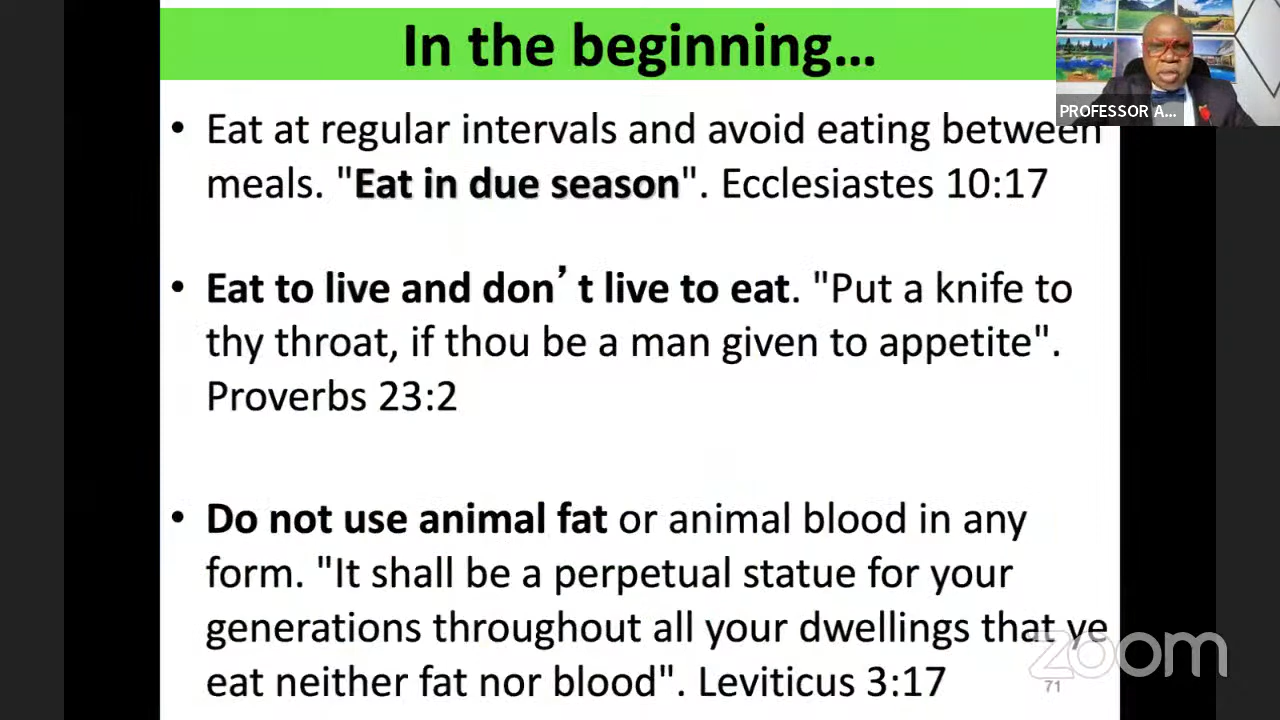 In the beginning...
PROFESSOR A...
• Eat at regular intervals and avoid eating between
meals. "Eat in due season". Ecclesiastes 10:17
• Eat to live and don’t live to eat. "Put a knife to
thy throat, if thou be a man given to appetite".
Proverbs 23:2
• Do not use animal fat or animal blood in any
form. "It shall be a perpetual statue for your
generations throughout all your dwellings that ye
eat neither fat nor blood". Leviticus 3:17
zoom
71